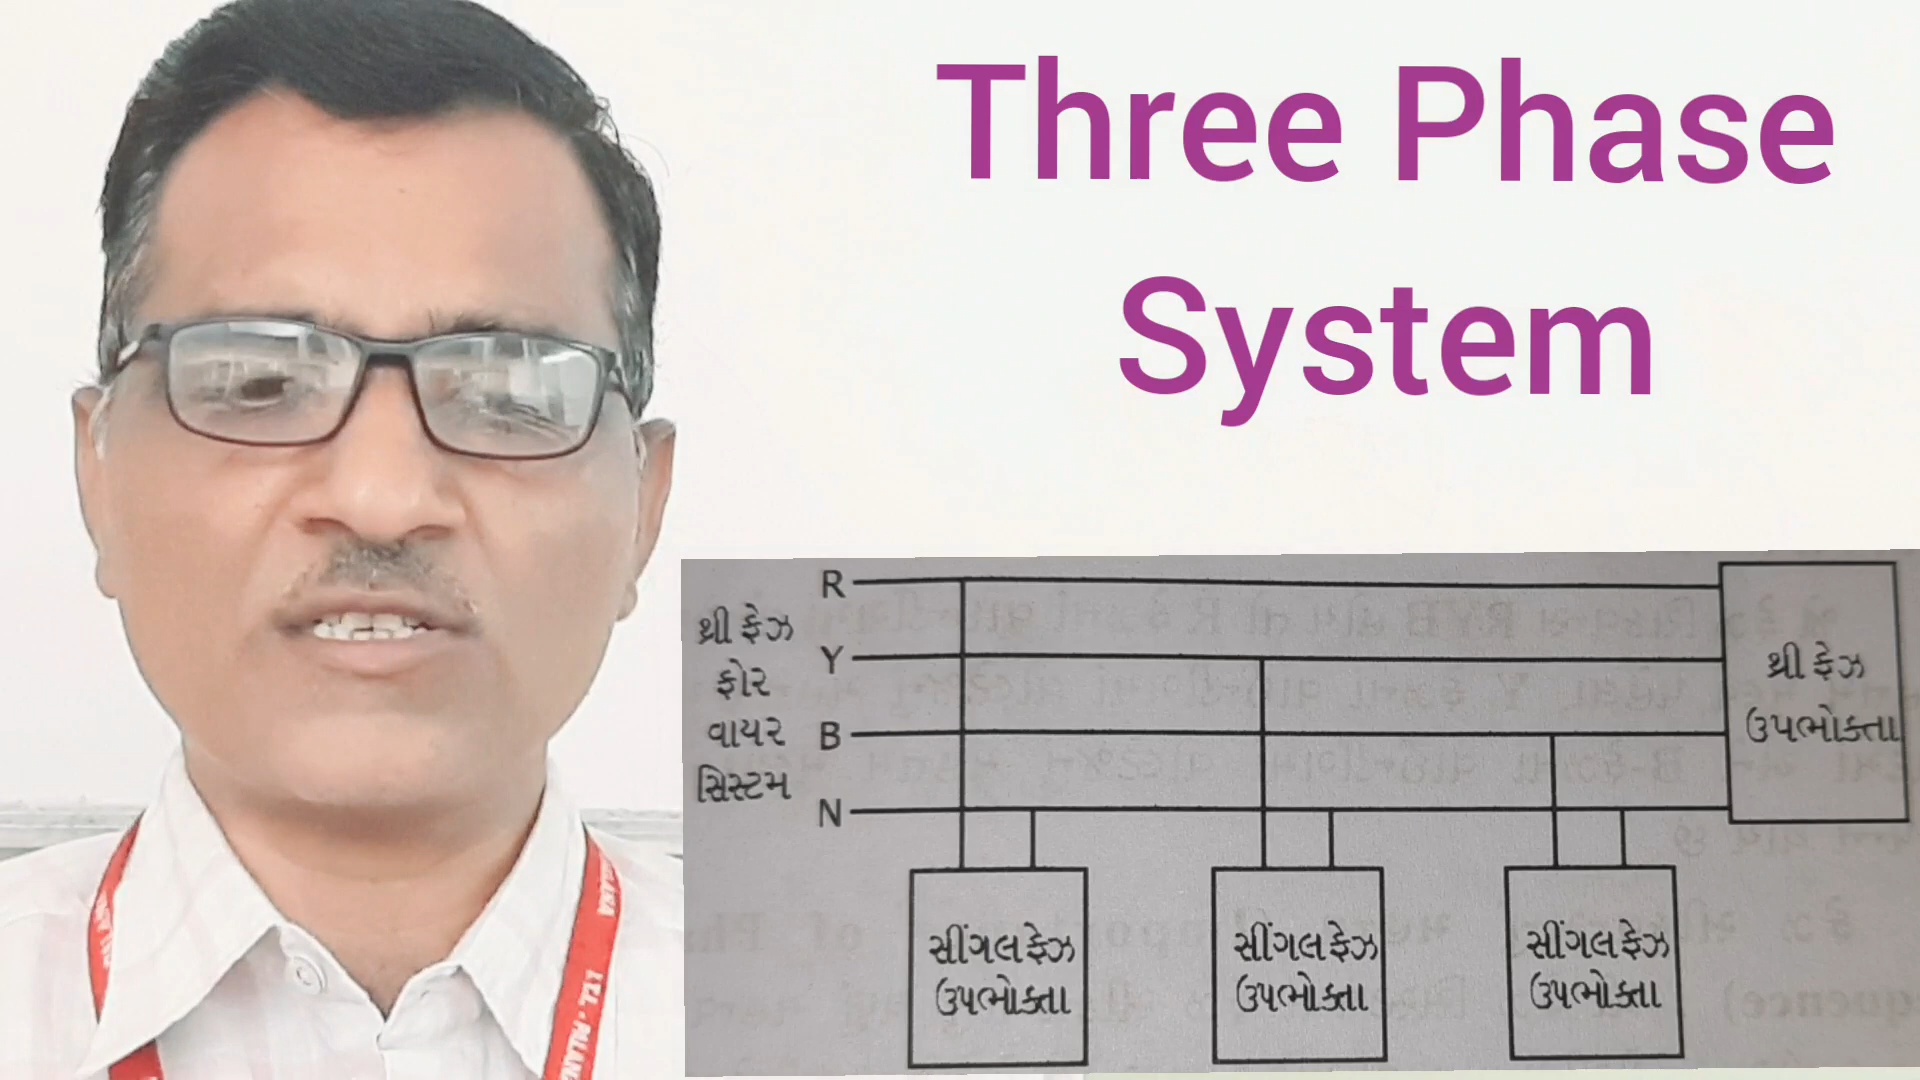 Three Phase
System
થ્રી ફેઝ
ફોર
વાયર
સિસ્ટમ
R
Y
B
N
થ્રી ફેઝ
ઉપભોક્તા
સીંગલ ફેઝ
ઉપભોક્તા
સીંગલ ફેઝ
ઉપભોક્તા
સીંગલ ફેઝ
ઉપભોક્તા